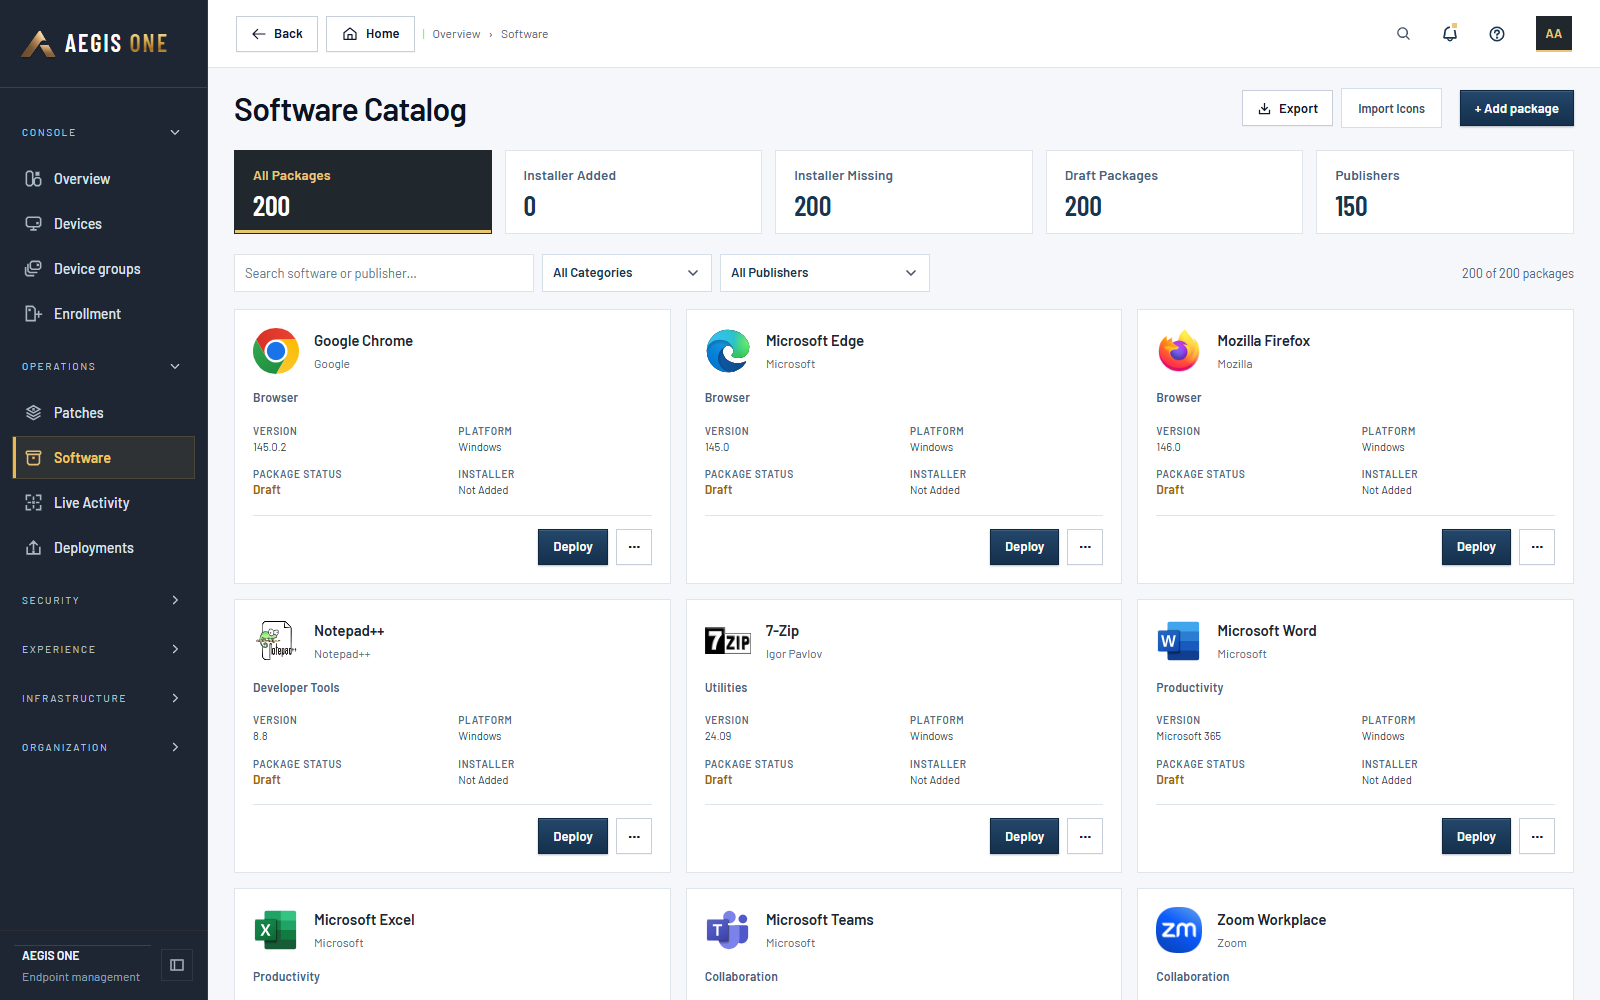 AEGIS ONE
CONSOLE
Overview
Devices
Device groups
Enrollment
OPERATIONS
Patches
Software
Live Activity
Deployments
SECURITY
EXPERIENCE
INFRASTRUCTURE
ORGANIZATION
AEGIS ONE
Endpoint management
Back
Home
Overview › Software
AA
Software Catalog
Export
Import Icons
+ Add package
All Packages
200
Installer Added
0
Installer Missing
200
Draft Packages
200
Publishers
150
Search software or publisher...
All Categories
All Publishers
200 of 200 packages
Google Chrome
Google
Browser
VERSION
145.0.2
PLATFORM
Windows
PACKAGE STATUS
Draft
INSTALLER
Not Added
Deploy
...
Microsoft Edge
Microsoft
Browser
VERSION
145.0
PLATFORM
Windows
PACKAGE STATUS
Draft
INSTALLER
Not Added
Deploy
...
Mozilla Firefox
Mozilla
Browser
VERSION
146.0
PLATFORM
Windows
PACKAGE STATUS
Draft
INSTALLER
Not Added
Deploy
...
Notepad++
Notepad++
Developer Tools
VERSION
8.8
PLATFORM
Windows
PACKAGE STATUS
Draft
INSTALLER
Not Added
Deploy
...
7 ZIP
7-Zip
Igor Pavlov
Utilities
VERSION
24.09
PLATFORM
Windows
PACKAGE STATUS
Draft
INSTALLER
Not Added
Deploy
...
W
Microsoft Word
Microsoft
Productivity
VERSION
Microsoft 365
PLATFORM
Windows
PACKAGE STATUS
Draft
INSTALLER
Not Added
Deploy
...
X
Microsoft Excel
Microsoft
Productivity
T
Microsoft Teams
Microsoft
Collaboration
zm
Zoom Workplace
Zoom
Collaboration